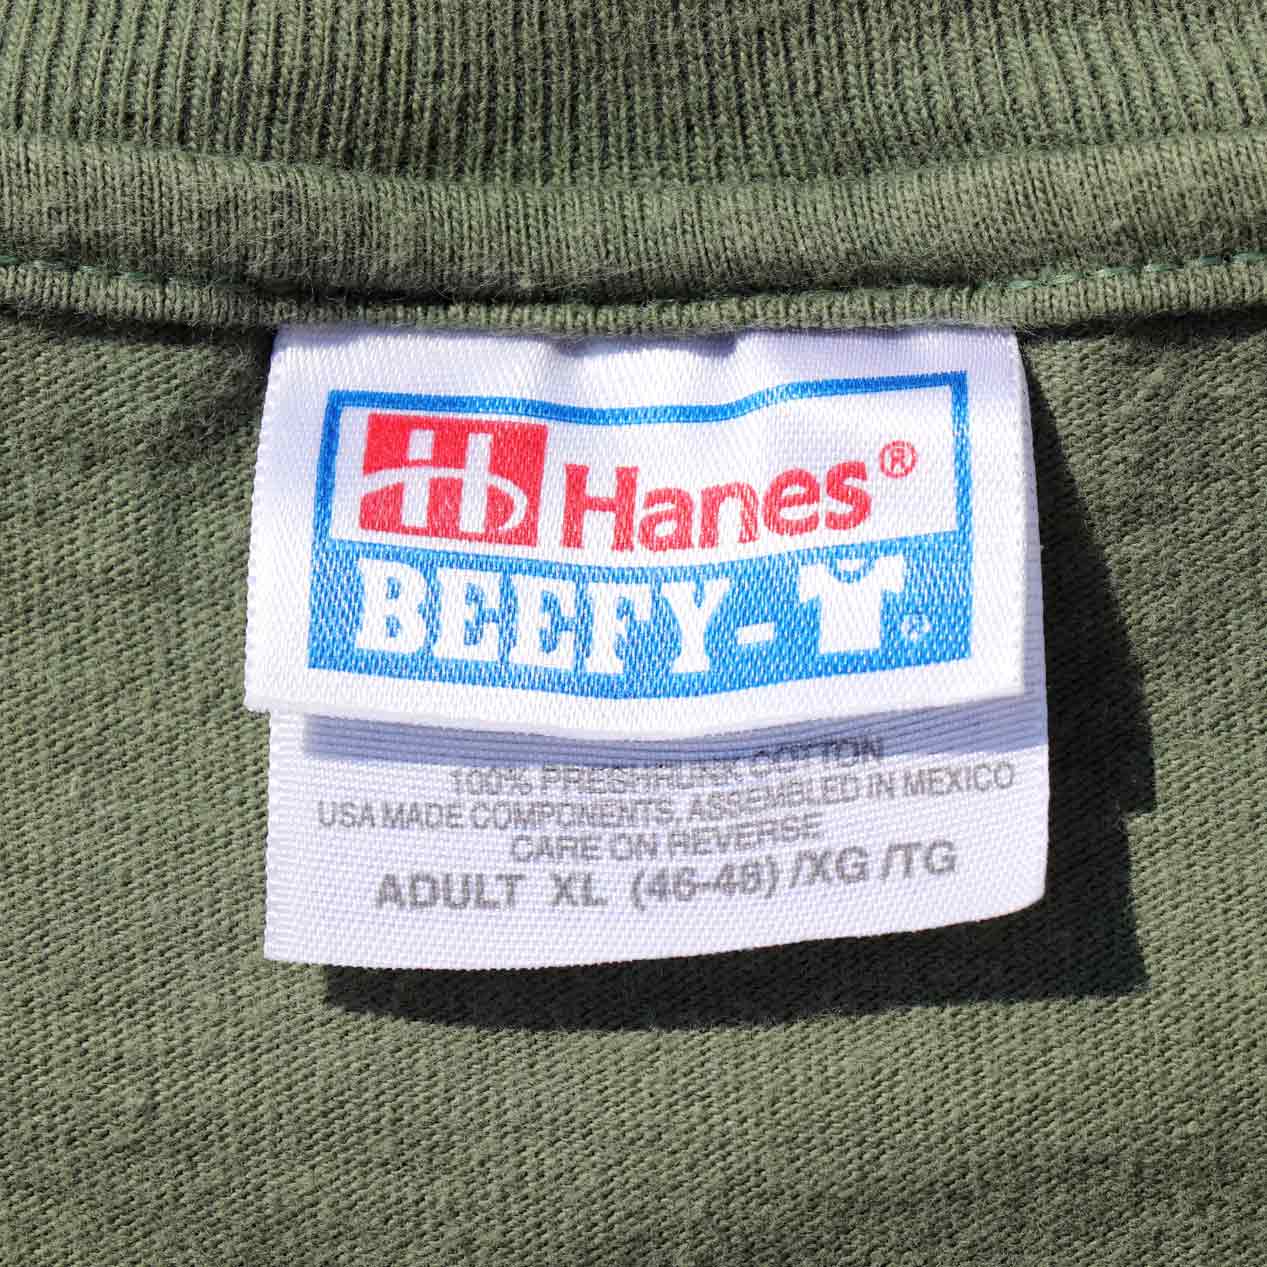 Hanes®
BEEFY-
100% PRESHRUNK COTTON
USA MADE COMPONENTS, ASSEMBLED IN MEXICO
CARE ON REVERSE
ADULT XL (46-48) /XG /TG